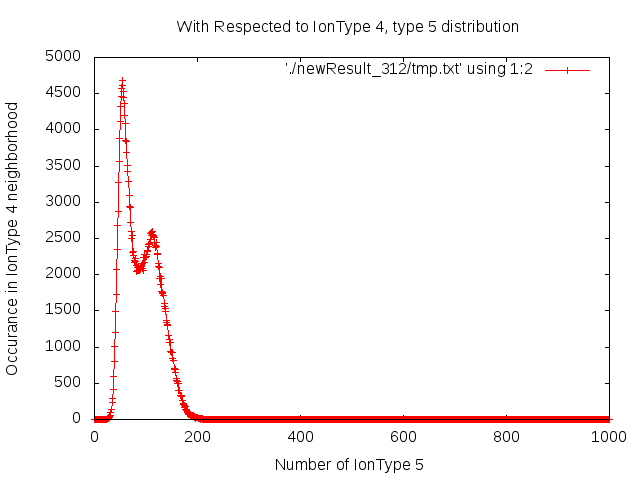 With Respected to IonType 4, type 5 distribution
'./newResult_312/tmp.txt' using 1:2
5000
4500
4000
3500
3000
2500
2000
1500
1000
500
0
Occurance in IonType 4 neighborhood
0 200 400 600 800 1000
Number of IonType 5